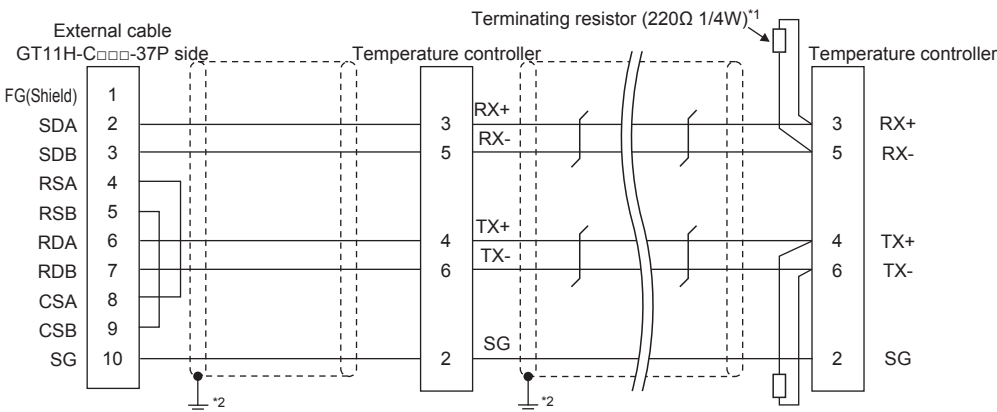 Terminating resistor (220Ω 1/4W)*1
External cable
GT11H-C□□□-37P side
Temperature controller
Temperature controller
FG(Shield) 1
SDA 2 3 RX+ 3 RX+
SDB 3 5 RX- 5 RX-
RSA 4
RSB 5
RDA 6 4 TX+ 4 TX+
RDB 7 6 TX- 6 TX-
CSA 8
CSB 9
SG 10 2 SG 2 SG
*2 *2